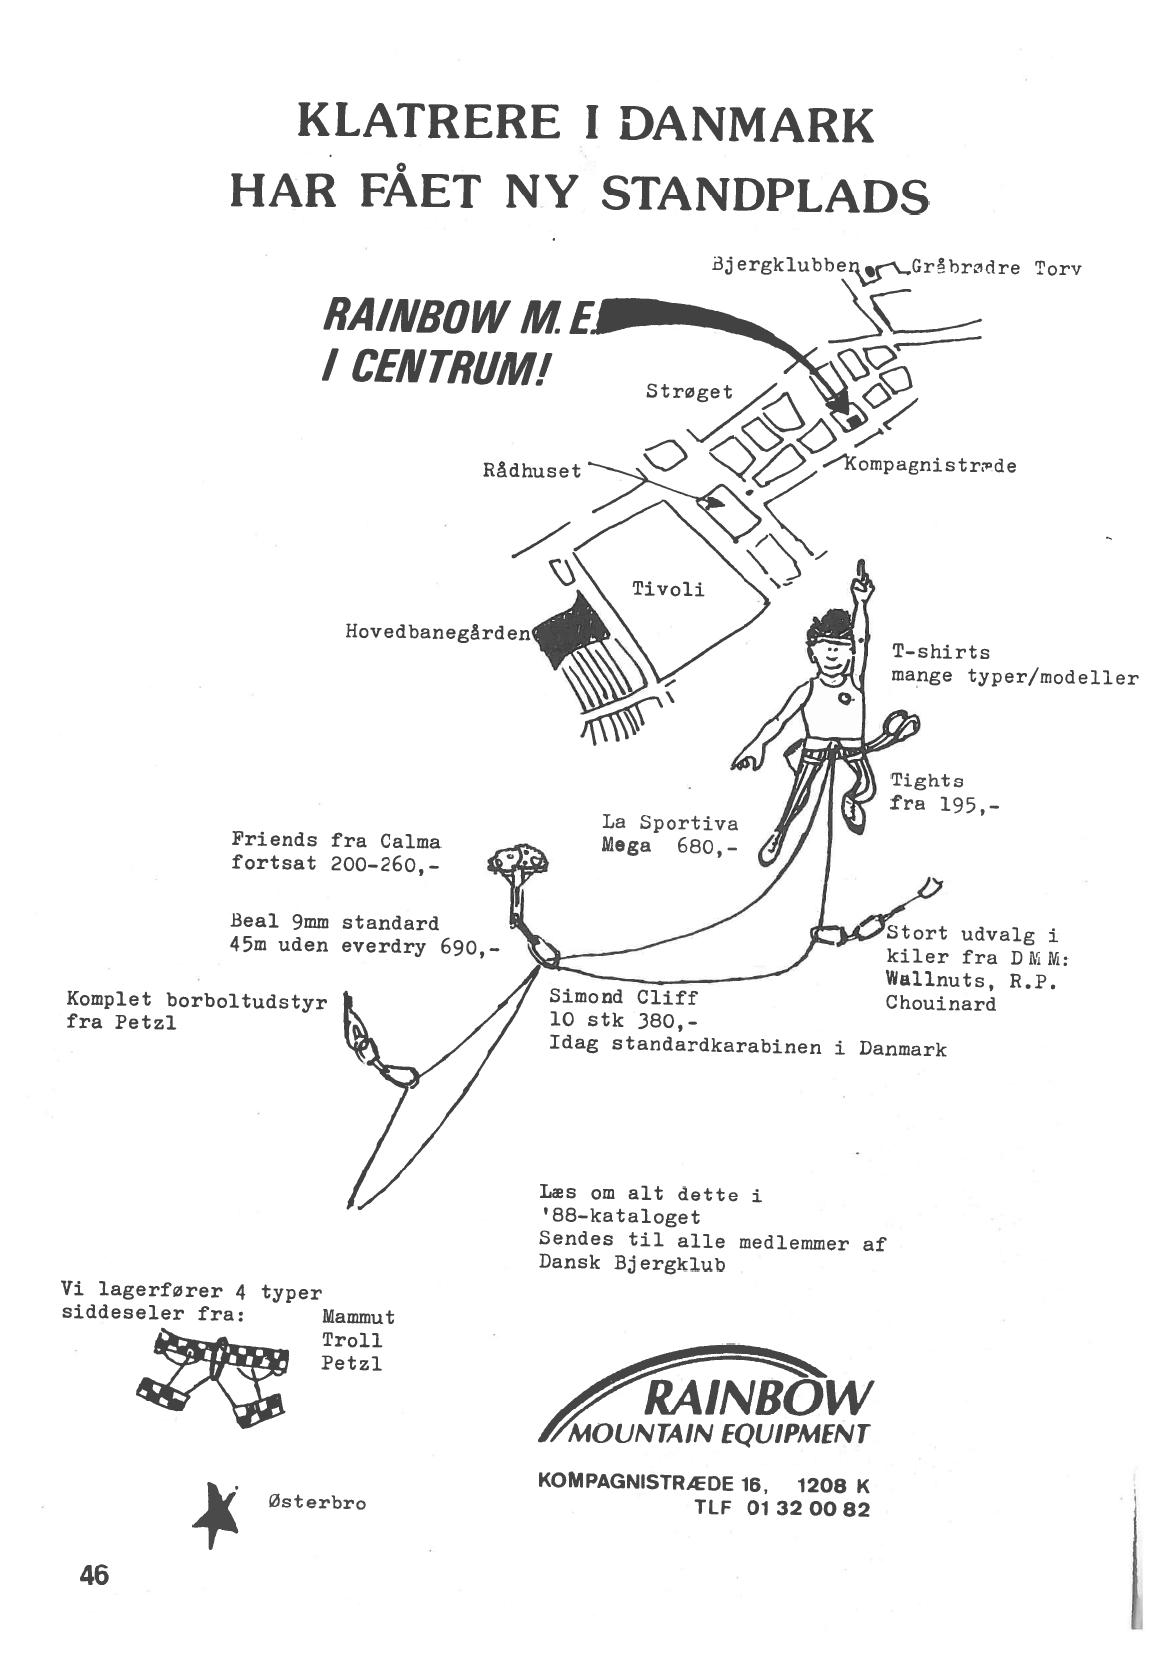 KLATRERE I DANMARK
HAR FÅET NY STANDPLADS
Bjergklubben
Gråbrødre Torv
RAINBOW M.E.
I CENTRUM!
Strøget
Rådhuset
Kompagnistræde
Tivoli
Hovedbanegården
T-shirts
mange typer/modeller
Tights
fra 195,-
La Sportiva
Mega 680,-
Friends fra Calma
fortsat 200-260,-
Beal 9mm standard
45m uden everdry 690,-
Stort udvalg i
kiler fra DMM:
Wallnuts, R.P.
Chouinard
Komplet borboltudstyr
fra Petzl
Simond Cliff
10 stk 380,-
Idag standardkarabinen i Danmark
Læs om alt dette i
'88-kataloget
Sendes til alle medlemmer af
Dansk Bjergklub
Vi lagerfører 4 typer
siddeseler fra:
Mammut
Troll
Petzl
RAINBOW
MOUNTAIN EQUIPMENT
KOMPAGNISTRÆDE 16, 1208 K
TLF 01 32 00 82
Østerbro
46